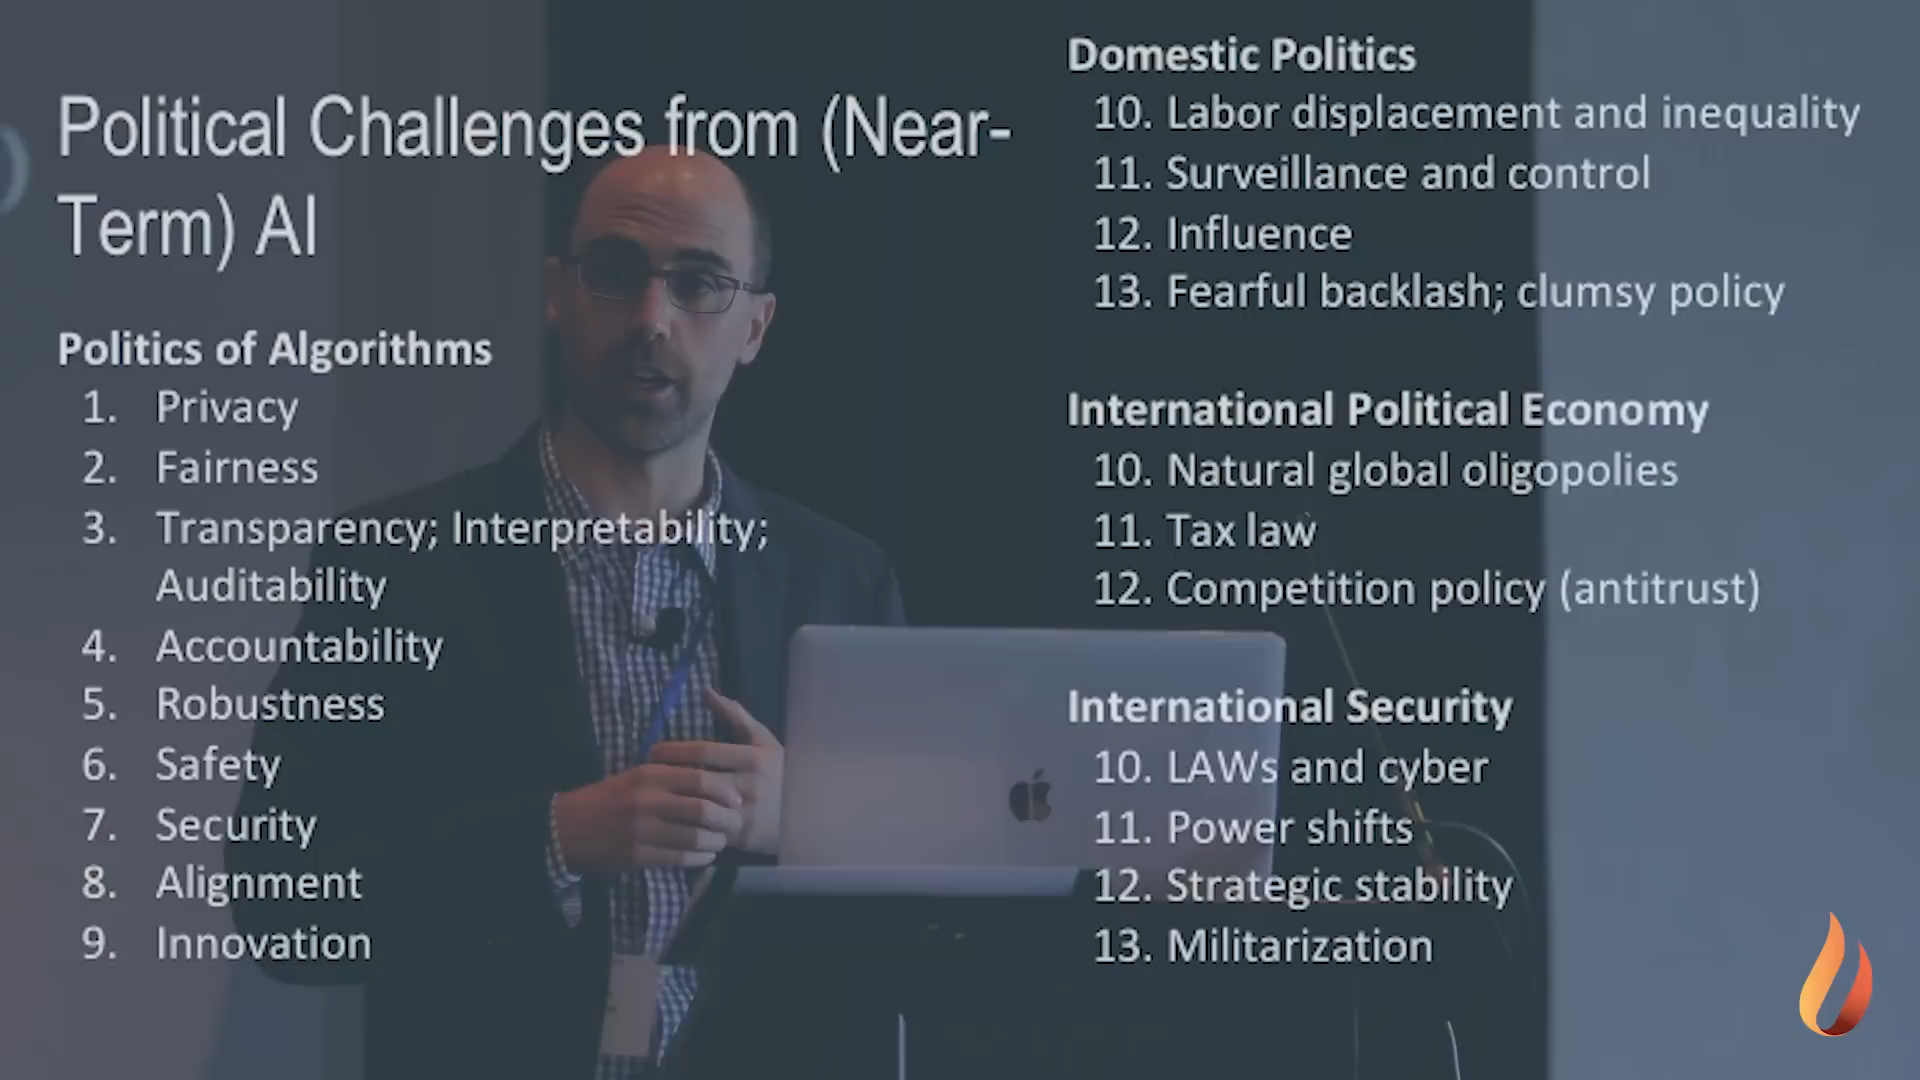 Political Challenges from (Near-
Term) AI
Politics of Algorithms
1. Privacy
2. Fairness
3. Transparency; Interpretability;
Auditability
4. Accountability
5. Robustness
6. Safety
7. Security
8. Alignment
9. Innovation
Domestic Politics
10. Labor displacement and inequality
11. Surveillance and control
12. Influence
13. Fearful backlash; clumsy policy
International Political Economy
10. Natural global oligopolies
11. Tax law
12. Competition policy (antitrust)
International Security
10. LAWs and cyber
11. Power shifts
12. Strategic stability
13. Militarization